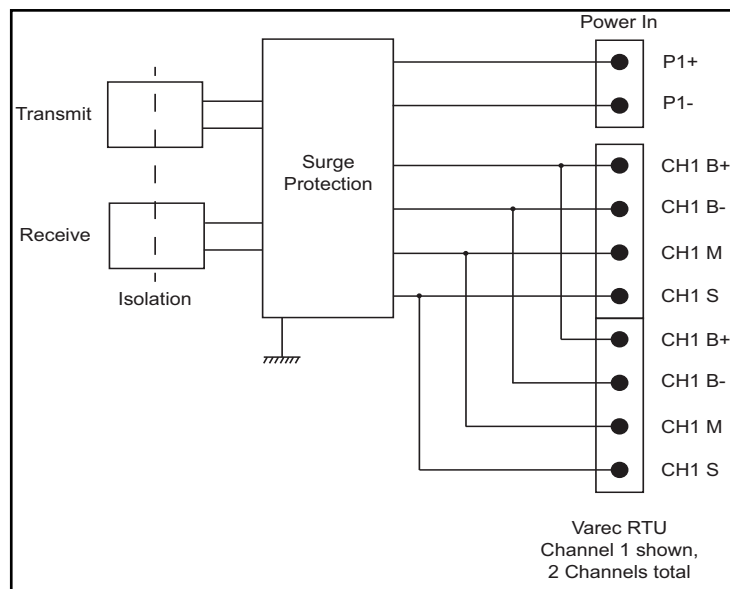 Power In
P1+
P1-
Transmit
Surge
Protection
CH1 B+
CH1 B-
Receive
CH1 M
Isolation
CH1 S
CH1 B+
CH1 B-
CH1 M
CH1 S
Varec RTU
Channel 1 shown,
2 Channels total